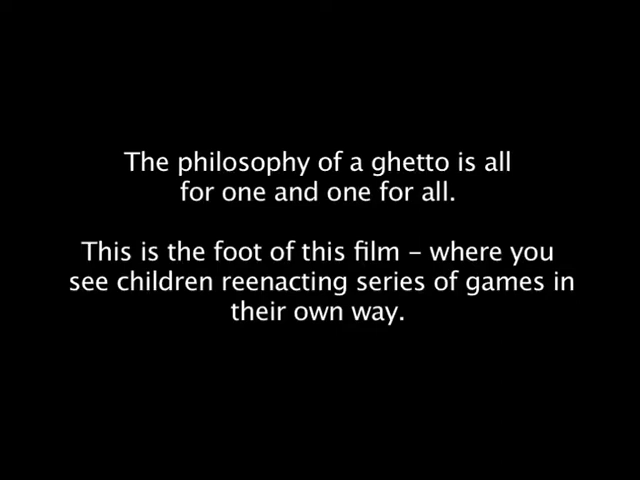 The philosophy of a ghetto is all
for one and one for all.
This is the foot of this film – where you
see children reenacting series of games in
their own way.